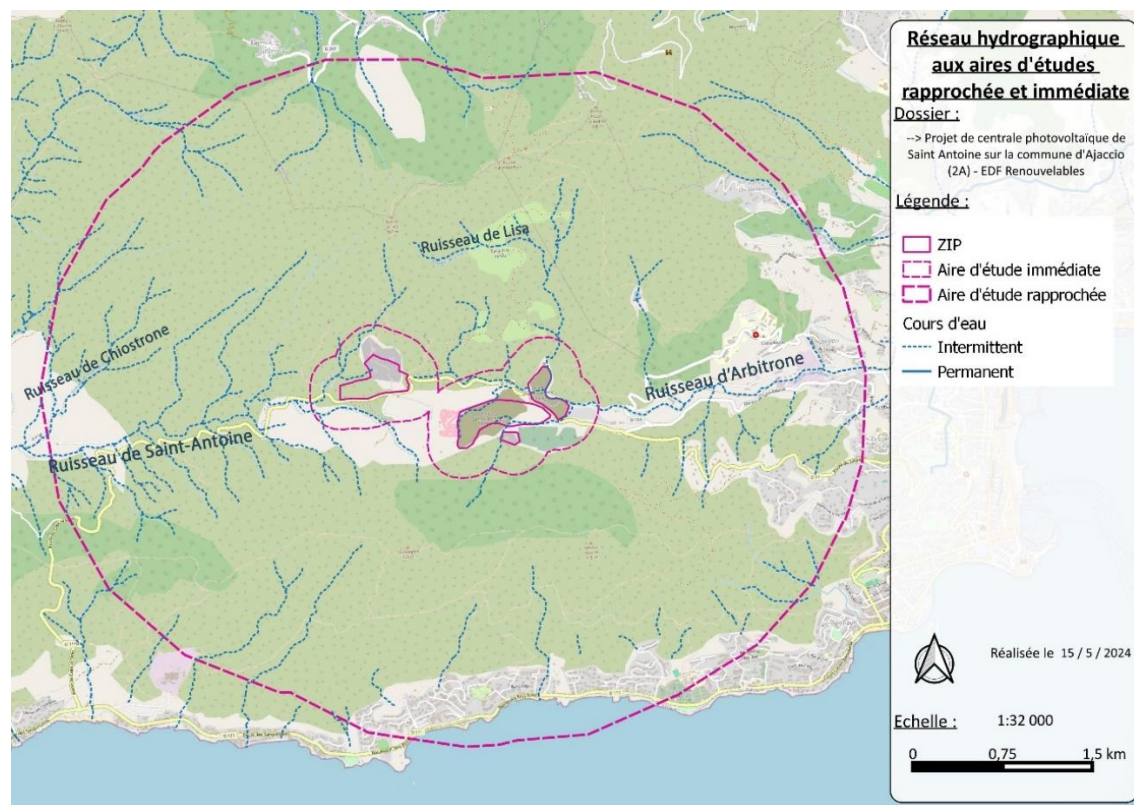 Réseau hydrographique
aux aires d'études
rapprochée et immédiate
Dossier :
--> Projet de centrale photovoltaïque de
Saint Antoine sur la commune d'Ajaccio
(2A) - EDF Renouvelables
Légende :
ZIP
Aire d'étude immédiate
Aire d'étude rapprochée
Cours d'eau
Intermittent
Permanent
Réalisée le 15 / 5 / 2024
Echelle :
1:32 000
0
0,75
1,5 km
Ruisseau de Lisa
Ruisseau de Chiostrone
Ruisseau d'Arbitrone
Ruisseau de Saint-Antoine